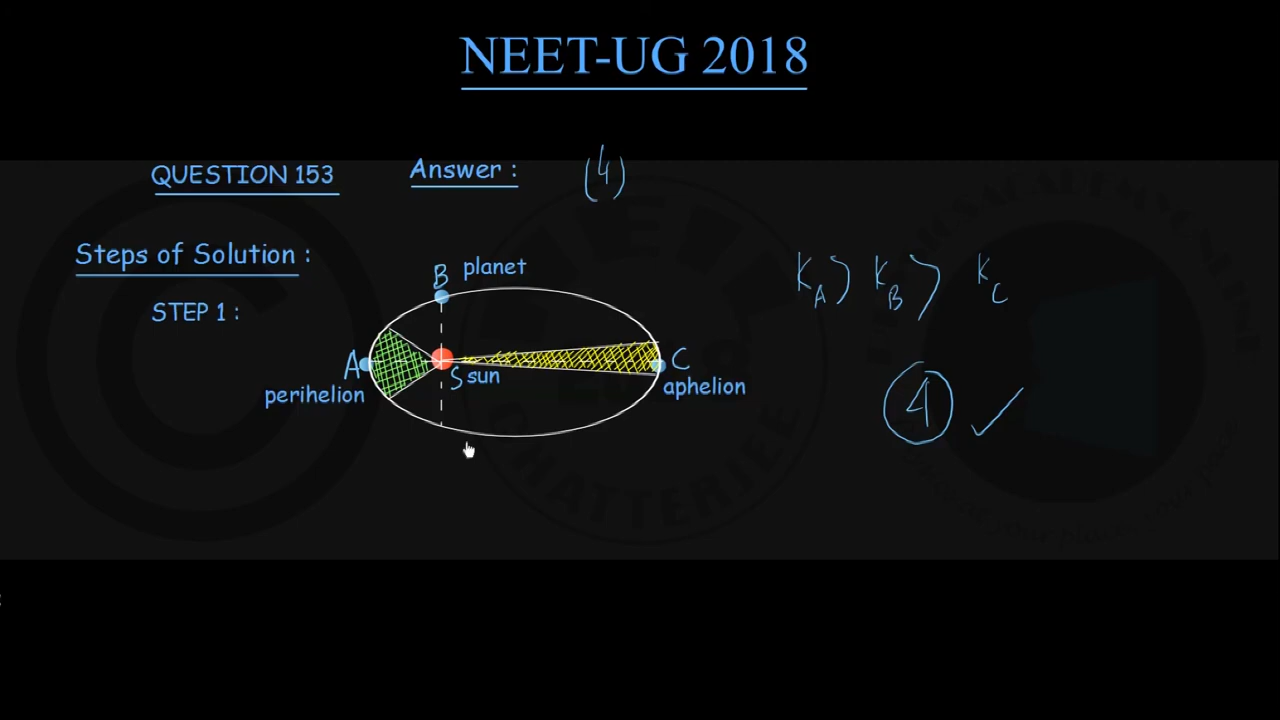 NEET-UG 2018
QUESTION 153 Answer : (4)
Steps of Solution :
B planet
K_A > K_B > K_C
STEP 1 :
A S sun C
perihelion aphelion
4 ✓
CHATTERJEE